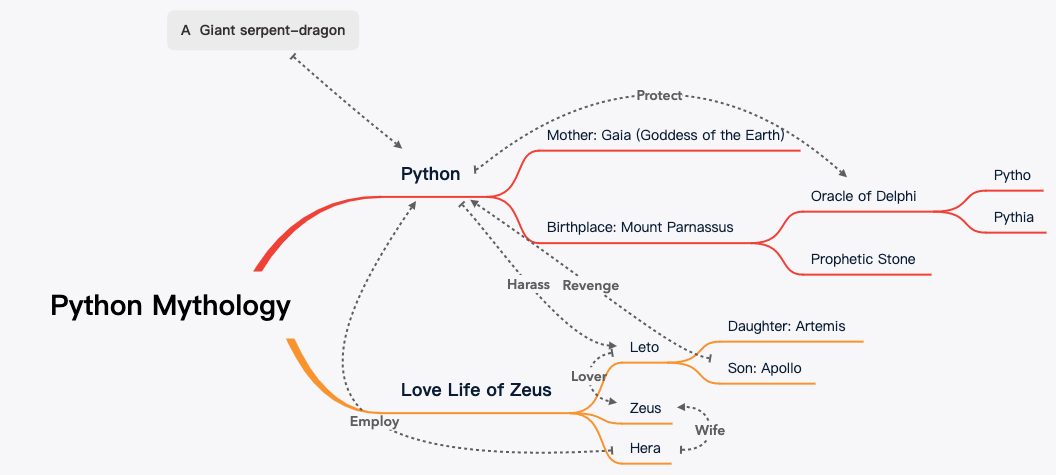 A Giant serpent-dragon
Protect
Mother: Gaia (Goddess of the Earth)
Python
Pytho
Oracle of Delphi
Pythia
Birthplace: Mount Parnassus
Prophetic Stone
Harass
Revenge
Python Mythology
Daughter: Artemis
Leto
Son: Apollo
Lover
Love Life of Zeus
Zeus
Employ
Wife
Hera